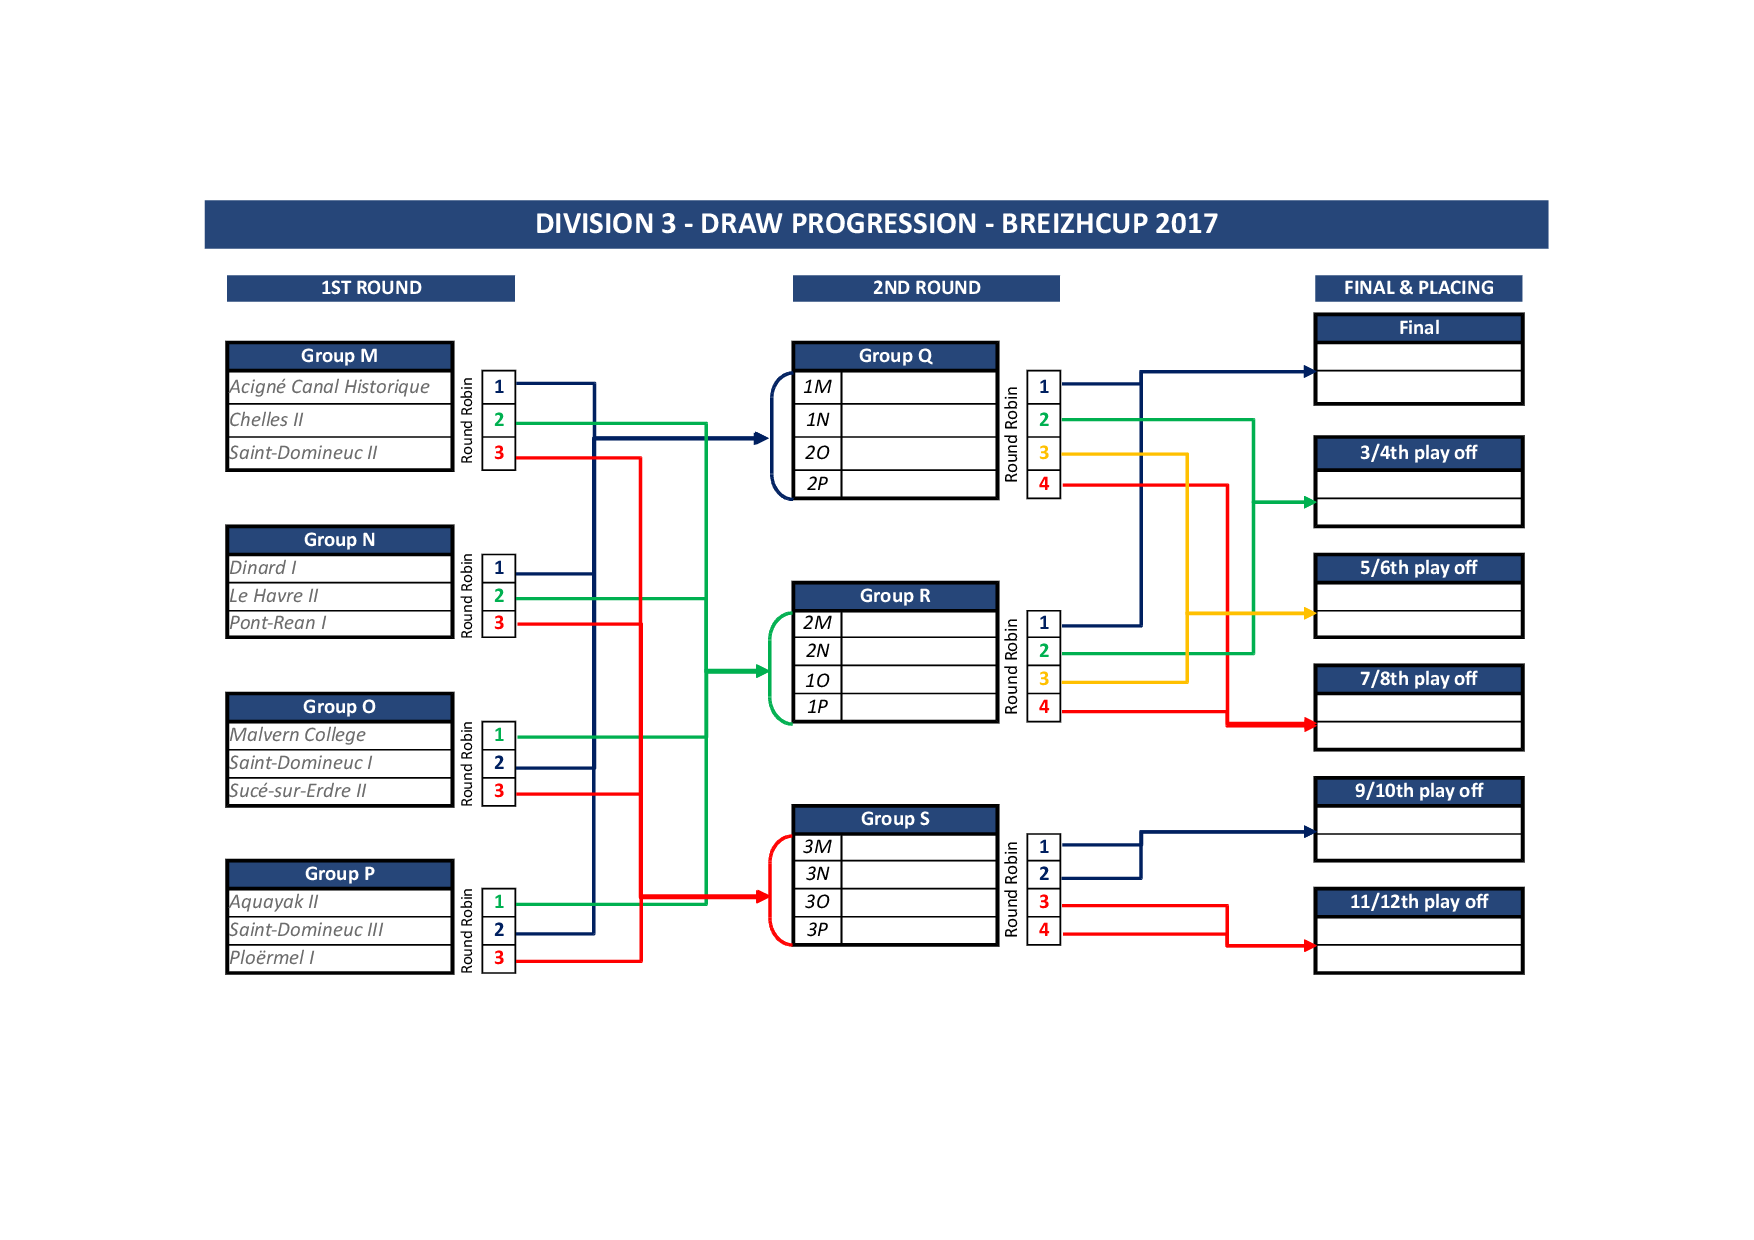 DIVISION 3 - DRAW PROGRESSION - BREIZHCUP 2017
1ST ROUND
2ND ROUND
FINAL & PLACING
Group M
Acigné Canal Historique
Chelles II
Saint-Domineuc II
Round Robin
1
2
3
Group N
Dinard I
Le Havre II
Pont-Rean I
Round Robin
1
2
3
Group O
Malvern College
Saint-Domineuc I
Sucé-sur-Erdre II
Round Robin
1
2
3
Group P
Aquayak II
Saint-Domineuc III
Ploërmel I
Round Robin
1
2
3
Group Q
1M
1N
2O
2P
Round Robin
1
2
3
4
Group R
2M
2N
1O
1P
Round Robin
1
2
3
4
Group S
3M
3N
3O
3P
Round Robin
1
2
3
4
Final
3/4th play off
5/6th play off
7/8th play off
9/10th play off
11/12th play off